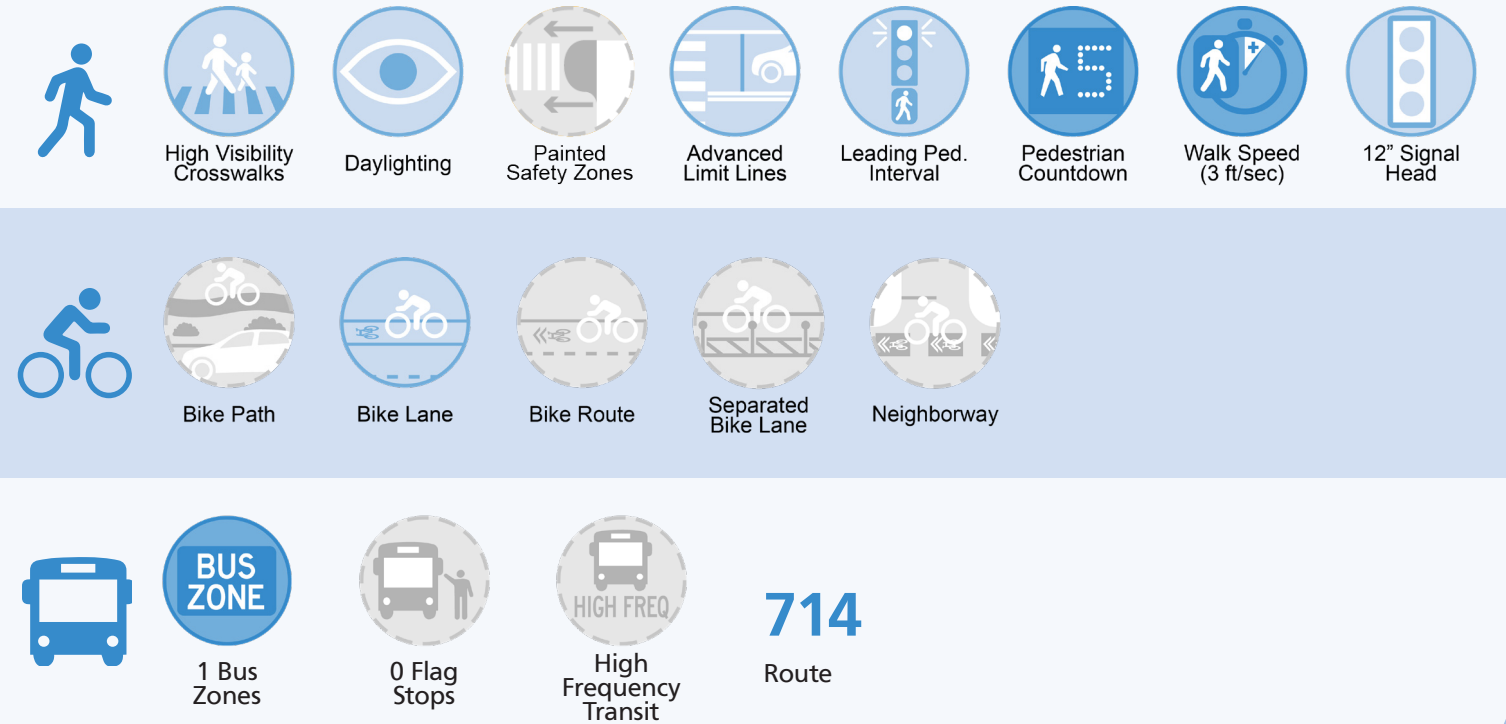 High Visibility
Crosswalks
Daylighting
Painted
Safety Zones
Advanced
Limit Lines
Leading Ped.
Interval
5
Pedestrian
Countdown
Walk Speed
(3 ft/sec)
12” Signal
Head
Bike Path
Bike Lane
Bike Route
Separated
Bike Lane
Neighborway
BUS
ZONE
1 Bus
Zones
0 Flag
Stops
HIGH FREQ
High
Frequency
Transit
714
Route